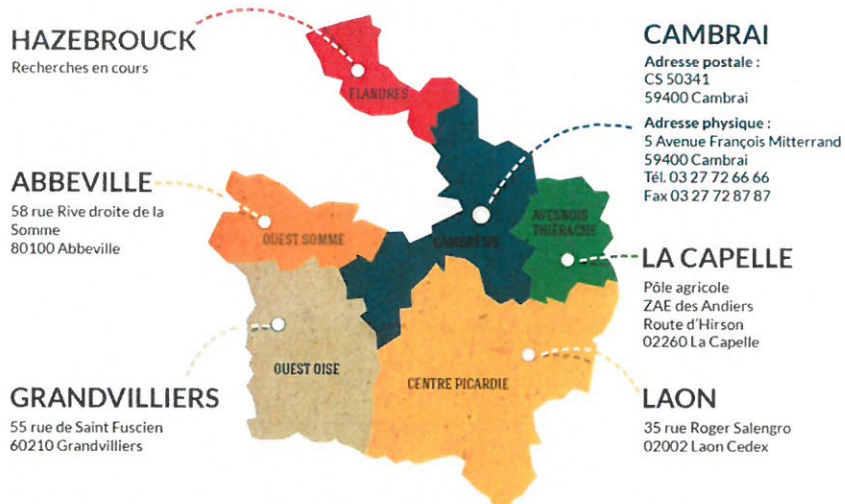 HAZEBROUCK
Recherches en cours
FLANDRES
CAMBRAI
Adresse postale :
CS 50341
59400 Cambrai
Adresse physique :
5 Avenue François Mitterrand
59400 Cambrai
Tél. 03 27 72 66 66
Fax 03 27 72 87 87
ABBEVILLE
58 rue Rive droite de la
Somme
80100 Abbeville
OUEST SOMME
CAMBRÉSIS
AVESNOIS
THIÉRACHE
LA CAPELLE
Pôle agricole
ZAE des Andiers
Route d'Hirson
02260 La Capelle
OUEST OISE
CENTRE PICARDIE
GRANDVILLIERS
55 rue de Saint Fuscien
60210 Grandvilliers
LAON
35 rue Roger Salengro
02002 Laon Cedex